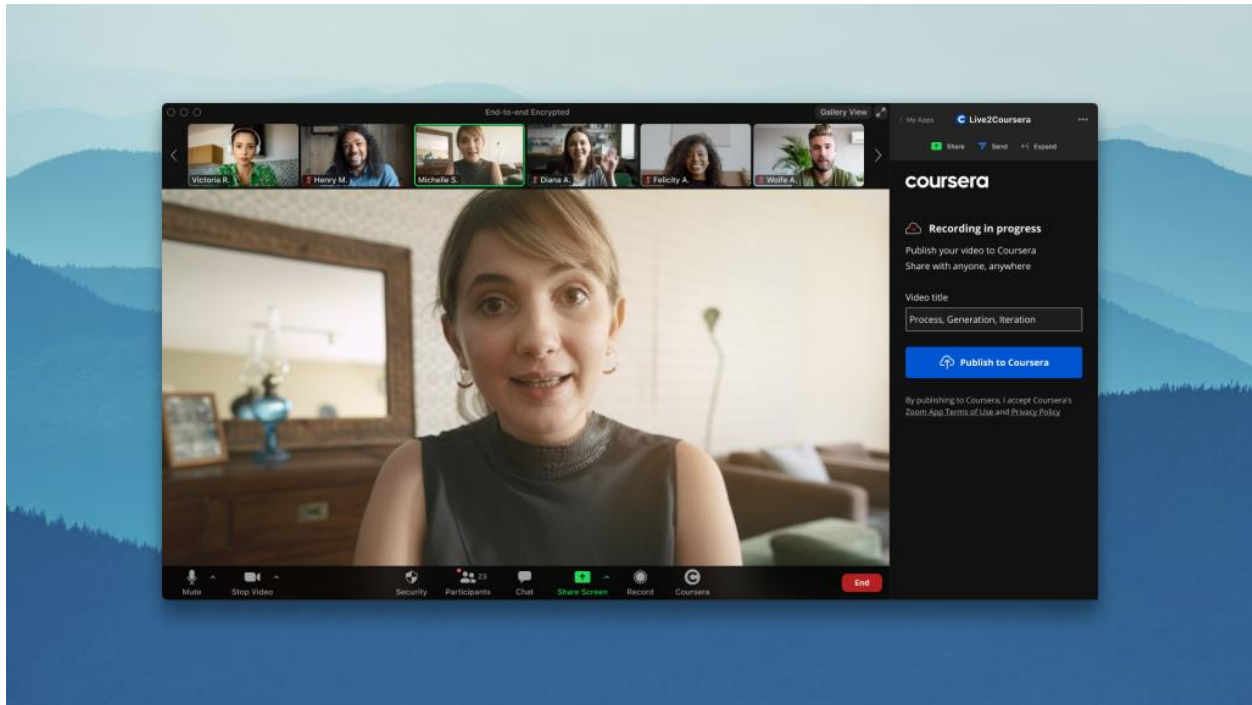 End-to-end Encrypted
Gallery View
Victoria R.
Henry M.
Michelle S.
Diana A.
Felicity A.
Wolfe A.
My Apps
C Live2Coursera
Share
Send
Expand
coursera
Recording in progress
Publish your video to Coursera
Share with anyone, anywhere
Video title
Process, Generation, Iteration
Publish to Coursera
By publishing to Coursera, I accept Coursera's
Zoom App Terms of Use and Privacy Policy
Mute
Stop Video
Security
23
Participants
Chat
Share Screen
Record
C
Coursera
End